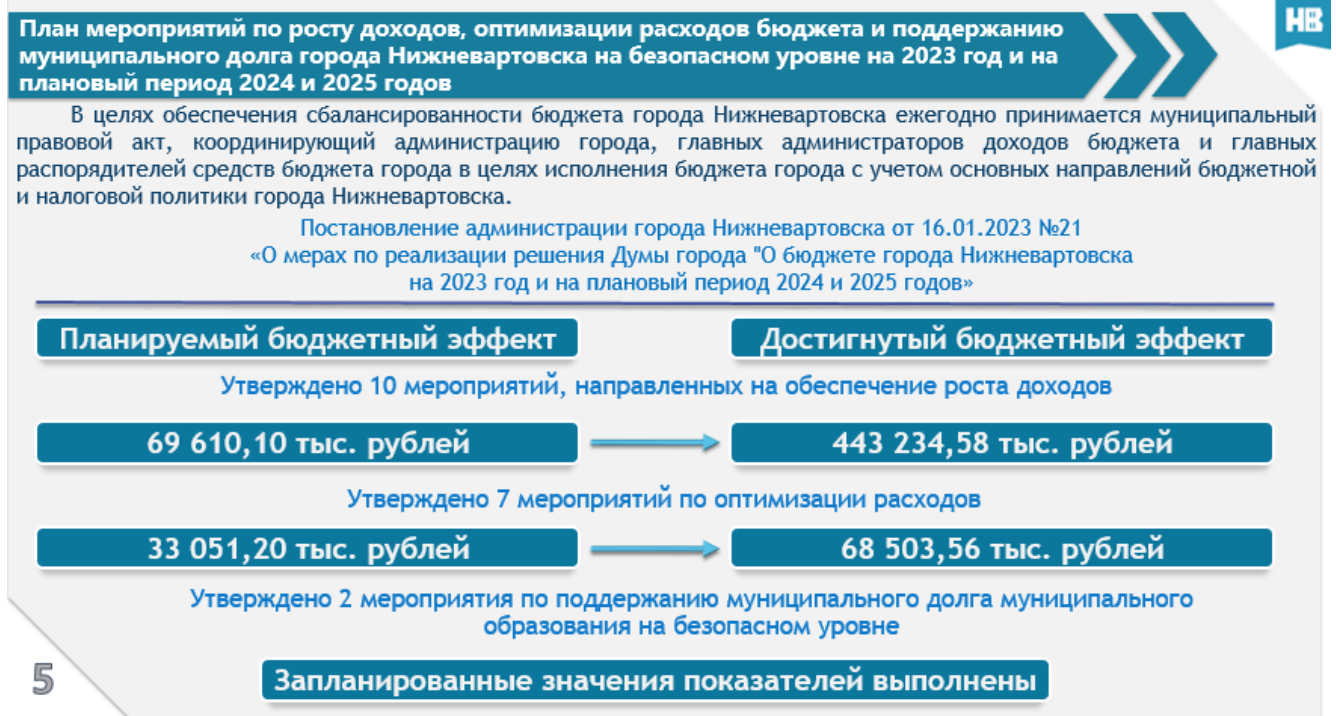 План мероприятий по росту доходов, оптимизации расходов бюджета и поддержанию
муниципального долга города Нижневартовска на безопасном уровне на 2023 год и на
плановый период 2024 и 2025 годов
НВ
В целях обеспечения сбалансированности бюджета города Нижневартовска ежегодно принимается муниципальный
правовой акт, координирующий администрацию города, главных администраторов доходов бюджета и главных
распорядителей средств бюджета города в целях исполнения бюджета города с учетом основных направлений бюджетной
и налоговой политики города Нижневартовска.
Постановление администрации города Нижневартовска от 16.01.2023 №21
«О мерах по реализации решения Думы города "О бюджете города Нижневартовска
на 2023 год и на плановый период 2024 и 2025 годов»
Планируемый бюджетный эффект
Достигнутый бюджетный эффект
Утверждено 10 мероприятий, направленных на обеспечение роста доходов
69 610,10 тыс. рублей
443 234,58 тыс. рублей
Утверждено 7 мероприятий по оптимизации расходов
33 051,20 тыс. рублей
68 503,56 тыс. рублей
Утверждено 2 мероприятия по поддержанию муниципального долга муниципального
образования на безопасном уровне
Запланированные значения показателей выполнены
5